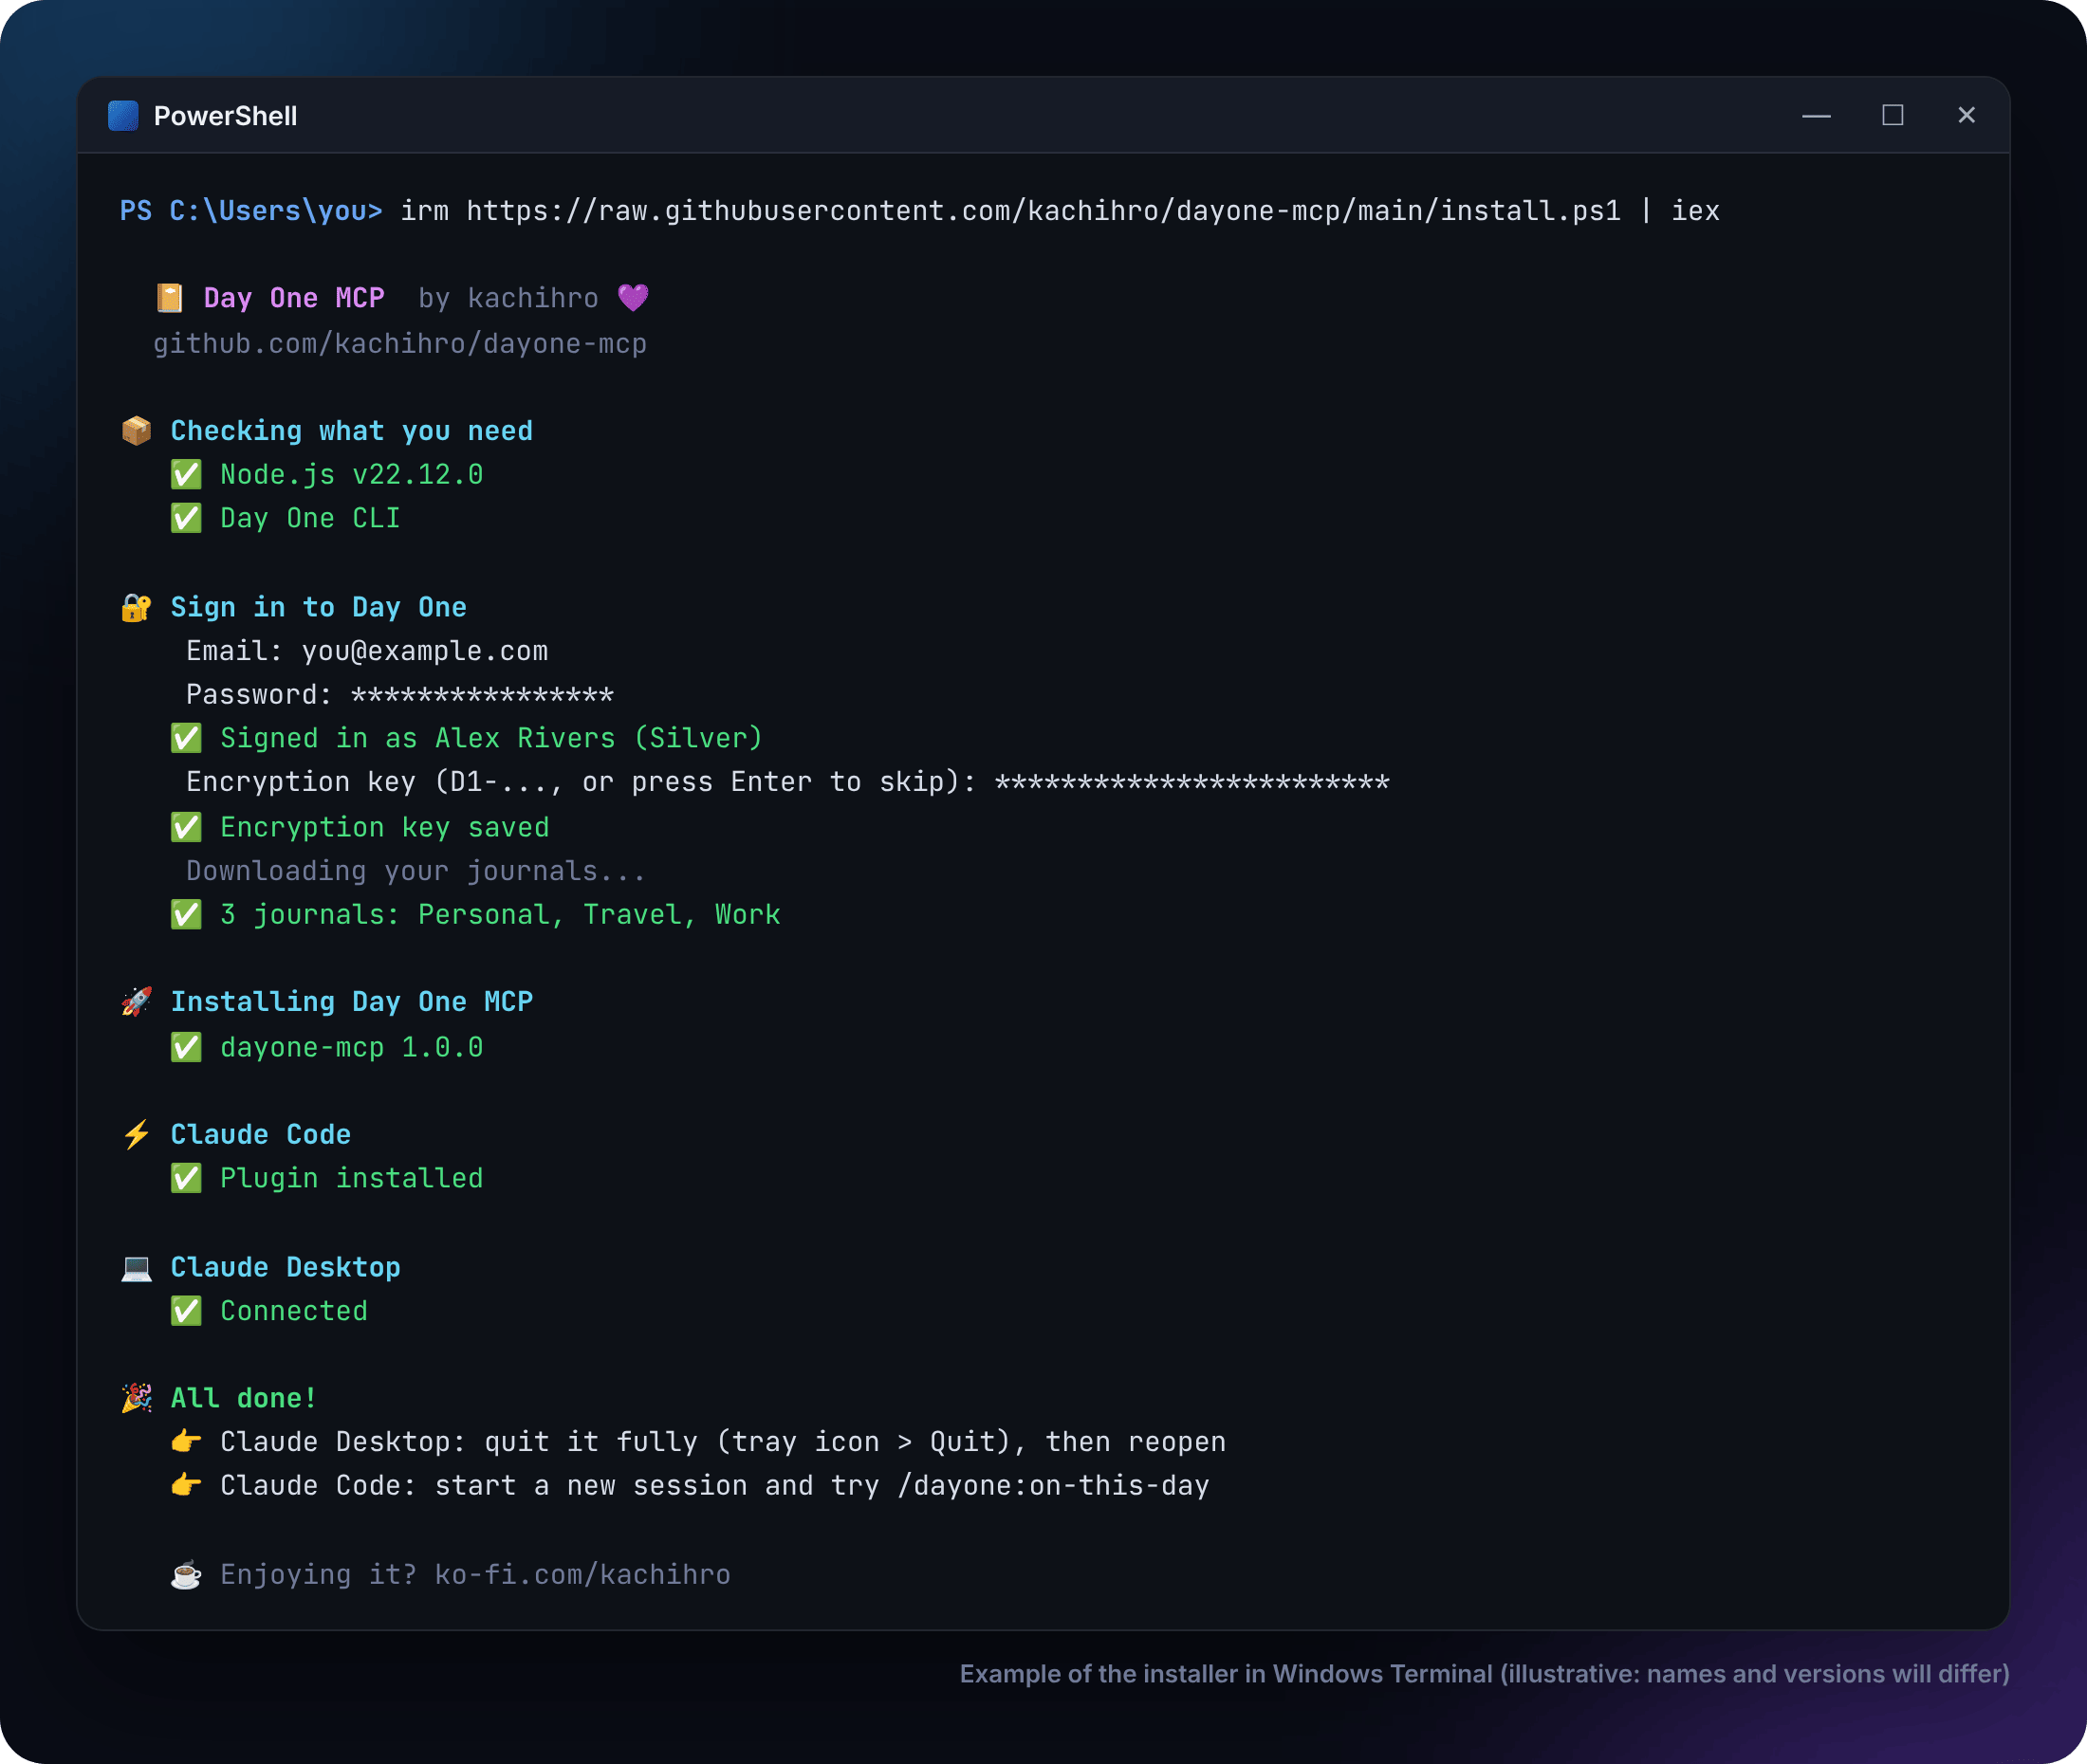 PowerShell
PS C:\Users\you> irm https://raw.githubusercontent.com/kachihro/dayone-mcp/main/install.ps1 | iex
Day One MCP by kachihro
github.com/kachihro/dayone-mcp
Checking what you need
Node.js v22.12.0
Day One CLI
Sign in to Day One
Email: you@example.com
Password: ****************
Signed in as Alex Rivers (Silver)
Encryption key (D1-..., or press Enter to skip): ************************
Encryption key saved
Downloading your journals...
3 journals: Personal, Travel, Work
Installing Day One MCP
dayone-mcp 1.0.0
Claude Code
Plugin installed
Claude Desktop
Connected
All done!
Claude Desktop: quit it fully (tray icon > Quit), then reopen
Claude Code: start a new session and try /dayone:on-this-day
Enjoying it? ko-fi.com/kachihro
Example of the installer in Windows Terminal (illustrative: names and versions will differ)